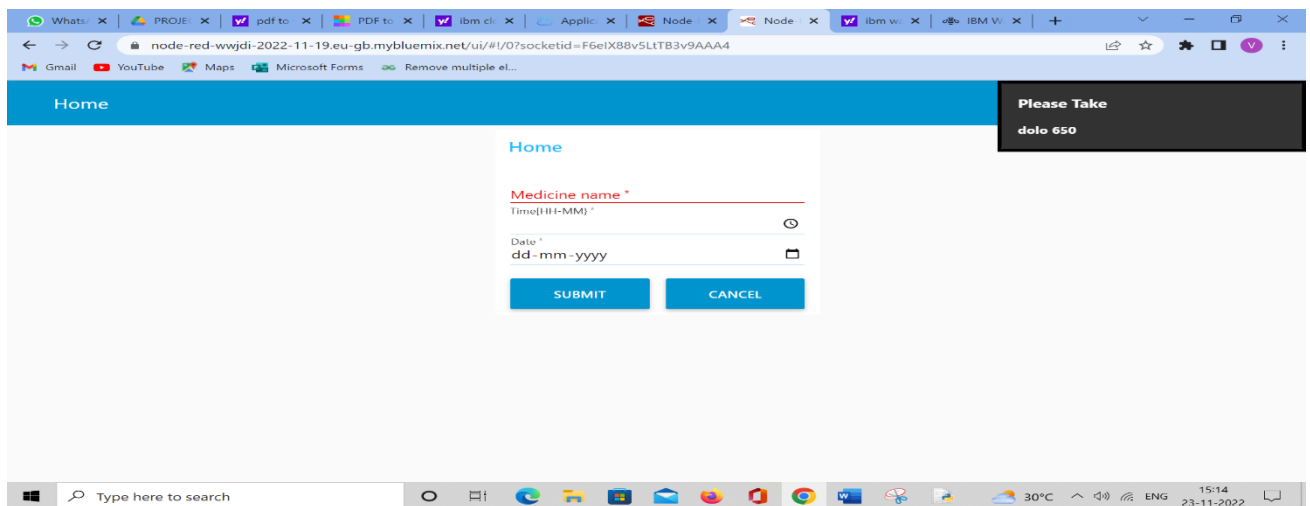 Whats/ PROJE pdf to PDF to ibm clo Applic Node Node ibm wa IBM W
node-red-wwjdi-2022-11-19.eu-gb.mybluemix.net/ui/#!/0?socketid=F6eIX88v5LtTB3v9AAA4
V
Gmail YouTube Maps Microsoft Forms Remove multiple el...
Home
Please Take
dolo 650
Home
Medicine name *
Time(HH-MM) *
Date *
dd-mm-yyyy
SUBMIT CANCEL
Type here to search
30°C ENG 15:14
23-11-2022